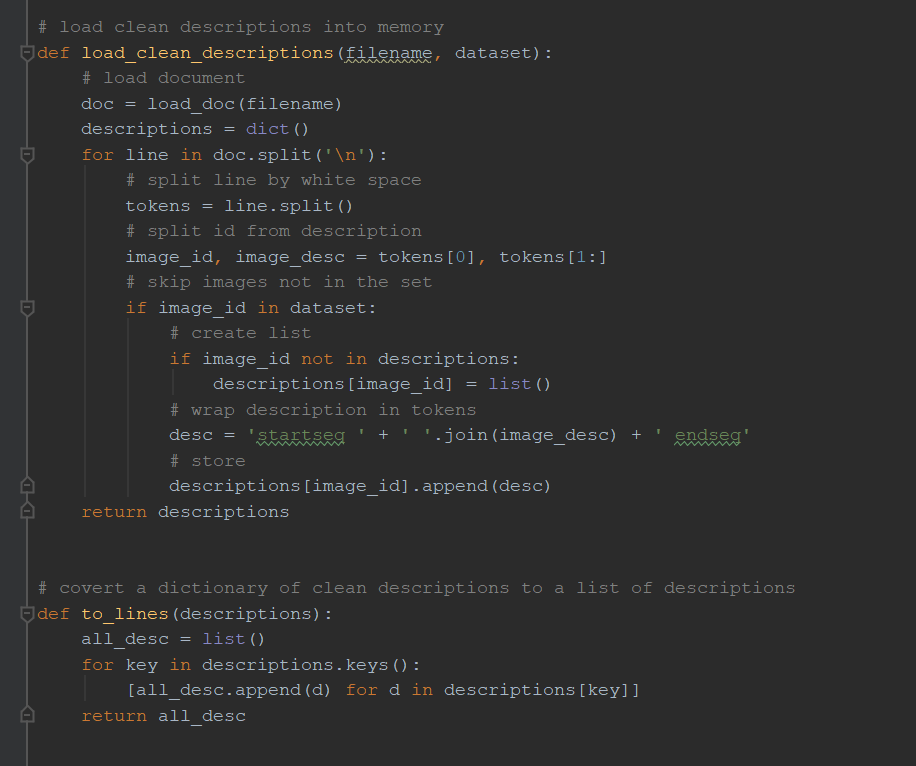 # load clean descriptions into memory
def load_clean_descriptions(filename, dataset):
    # load document
    doc = load_doc(filename)
    descriptions = dict()
    for line in doc.split('\n'):
        # split line by white space
        tokens = line.split()
        # split id from description
        image_id, image_desc = tokens[0], tokens[1:]
        # skip images not in the set
        if image_id in dataset:
            # create list
            if image_id not in descriptions:
                descriptions[image_id] = list()
            # wrap description in tokens
            desc = 'startseq ' + ' '.join(image_desc) + ' endseq'
            # store
            descriptions[image_id].append(desc)
    return descriptions
# covert a dictionary of clean descriptions to a list of descriptions
def to_lines(descriptions):
    all_desc = list()
    for key in descriptions.keys():
        [all_desc.append(d) for d in descriptions[key]]
    return all_desc